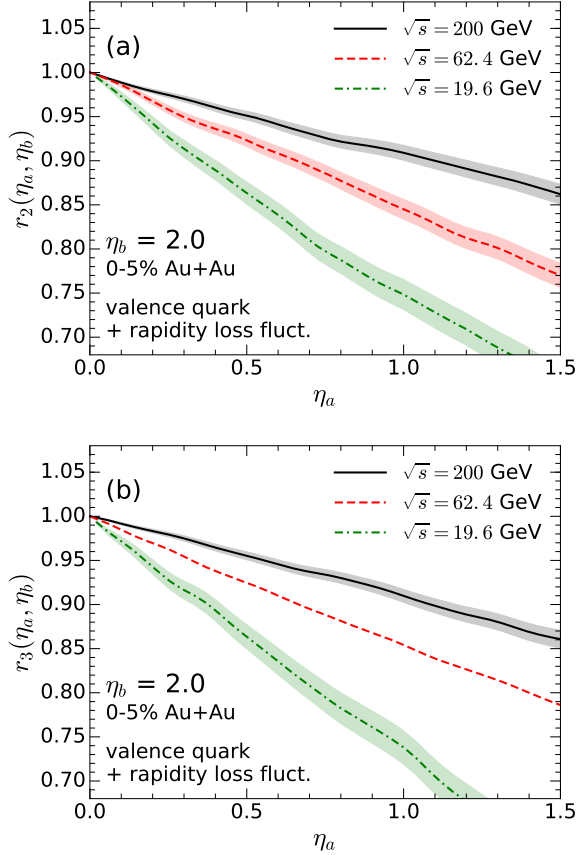 (a)
√s = 200 GeV
√s = 62.4 GeV
√s = 19.6 GeV
1.05
1.00
0.95
0.90
0.85
0.80
0.75
0.70
r₂(ηₐ, η_b)
η_b = 2.0
0-5% Au+Au
valence quark
+ rapidity loss fluct.
0.0 0.5 1.0 1.5
ηₐ
(b)
√s = 200 GeV
√s = 62.4 GeV
√s = 19.6 GeV
1.05
1.00
0.95
0.90
0.85
0.80
0.75
0.70
r₃(ηₐ, η_b)
η_b = 2.0
0-5% Au+Au
valence quark
+ rapidity loss fluct.
0.0 0.5 1.0 1.5
ηₐ